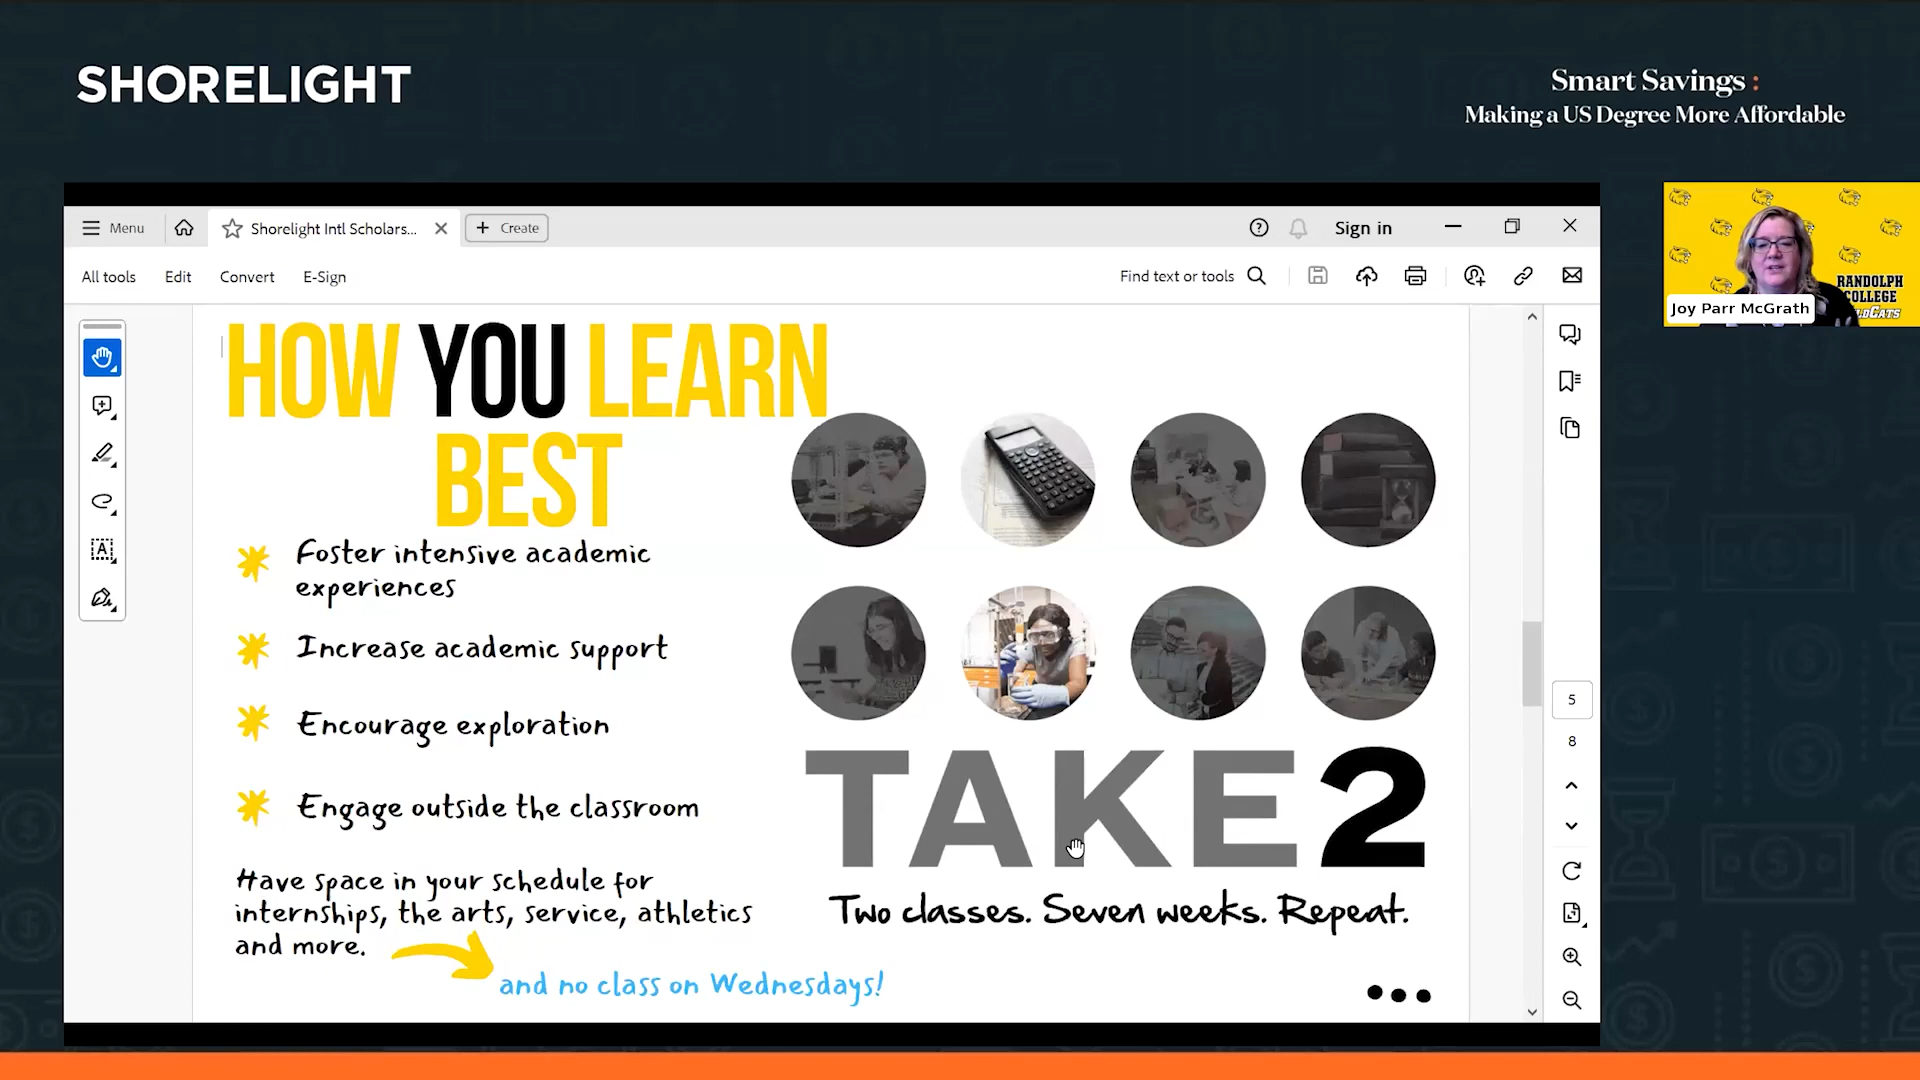 SHORELIGHT
Smart Savings :
Making a US Degree More Affordable
Menu
Shorelight Intl Scholars...
Create
Sign in
All tools
Edit
Convert
E-Sign
Find text or tools
HOW YOU LEARN
BEST
Foster intensive academic
experiences
Increase academic support
Encourage exploration
Engage outside the classroom
Have space in your schedule for
internships, the arts, service, athletics
and more.
and no class on Wednesdays!
TAKE2
Two classes. Seven weeks. Repeat.
5
8
RANDOLPH
COLLEGE
Joy Parr McGrath